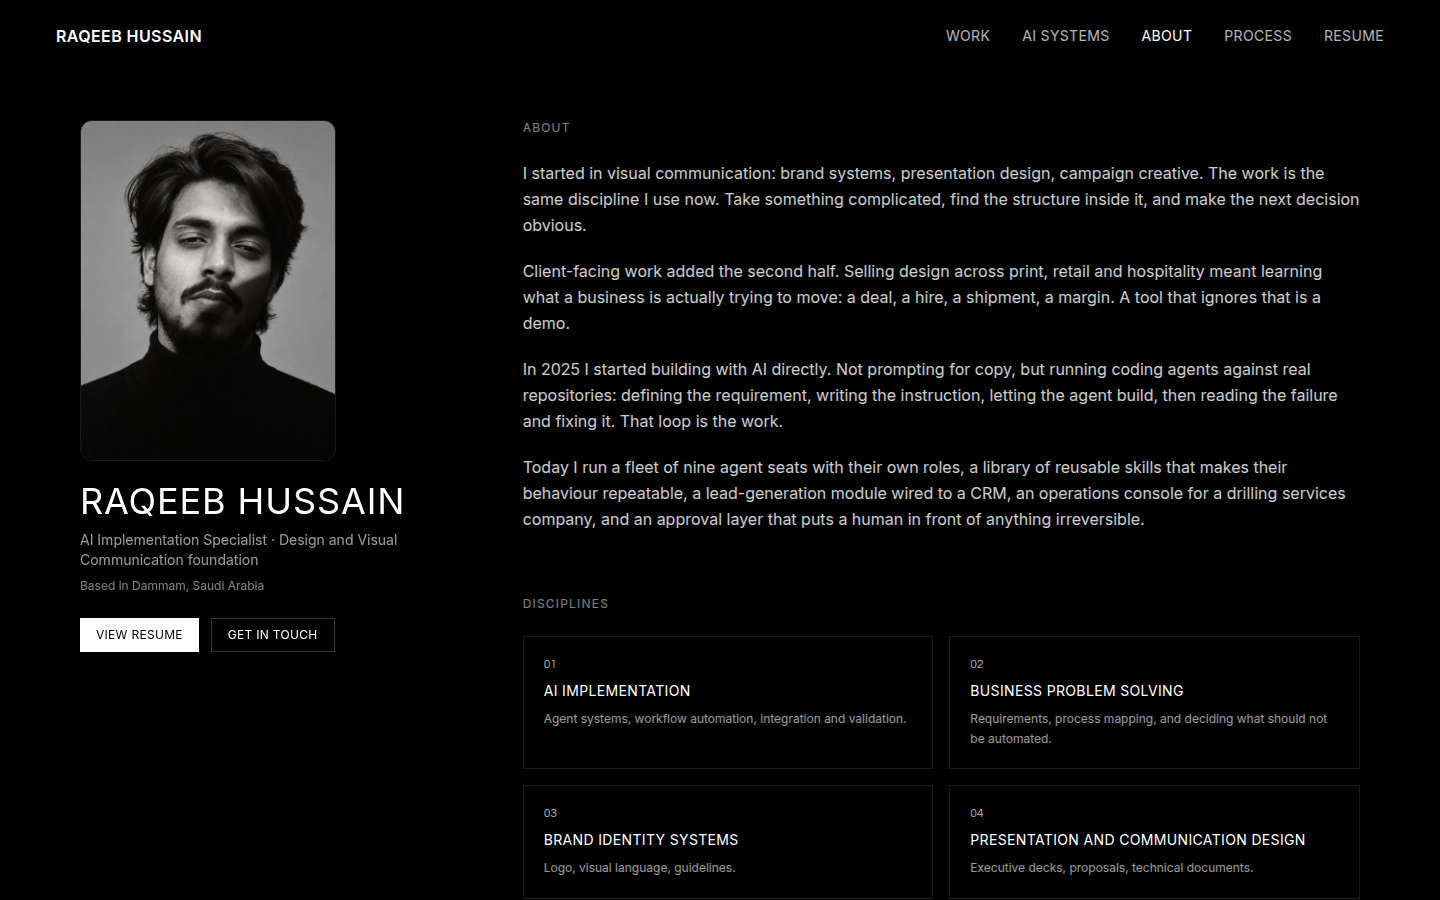 RAQEEB HUSSAIN
WORK AI SYSTEMS ABOUT PROCESS RESUME
RAQEEB HUSSAIN
AI Implementation Specialist · Design and Visual
Communication foundation
Based in Dammam, Saudi Arabia
VIEW RESUME GET IN TOUCH
ABOUT
I started in visual communication: brand systems, presentation design, campaign creative. The work is the
same discipline I use now. Take something complicated, find the structure inside it, and make the next decision
obvious.
Client-facing work added the second half. Selling design across print, retail and hospitality meant learning
what a business is actually trying to move: a deal, a hire, a shipment, a margin. A tool that ignores that is a
demo.
In 2025 I started building with AI directly. Not prompting for copy, but running coding agents against real
repositories: defining the requirement, writing the instruction, letting the agent build, then reading the failure
and fixing it. That loop is the work.
Today I run a fleet of nine agent seats with their own roles, a library of reusable skills that makes their
behaviour repeatable, a lead-generation module wired to a CRM, an operations console for a drilling services
company, and an approval layer that puts a human in front of anything irreversible.
DISCIPLINES
01
AI IMPLEMENTATION
Agent systems, workflow automation, integration and validation.
02
BUSINESS PROBLEM SOLVING
Requirements, process mapping, and deciding what should not
be automated.
03
BRAND IDENTITY SYSTEMS
Logo, visual language, guidelines.
04
PRESENTATION AND COMMUNICATION DESIGN
Executive decks, proposals, technical documents.